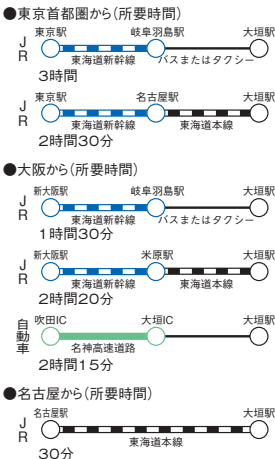 ●東京首都圏から(所要時間)
JR
東京駅 岐阜羽島駅 大垣駅
東海道新幹線 バスまたはタクシー
3時間
JR
東京駅 名古屋駅 大垣駅
東海道新幹線 東海道本線
2時間30分
●大阪から(所要時間)
JR
新大阪駅 岐阜羽島駅 大垣駅
東海道新幹線 バスまたはタクシー
1時間30分
JR
新大阪駅 米原駅 大垣駅
東海道新幹線 東海道本線
2時間20分
自動車
吹田IC 大垣IC 大垣駅
名神高速道路
2時間15分
●名古屋から(所要時間)
JR
名古屋駅 大垣駅
東海道本線
30分